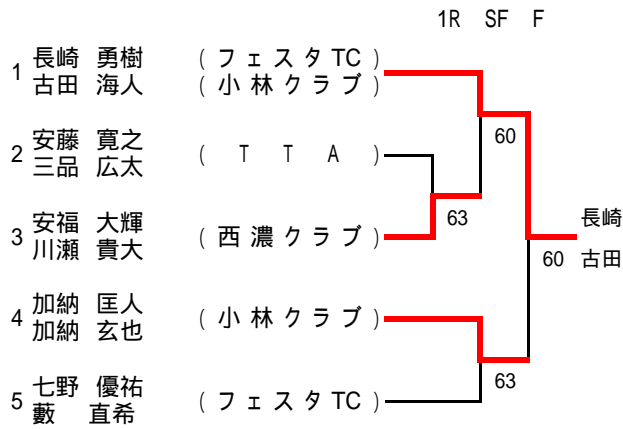 1R SF F
1 長崎 勇樹 (フェスタTC)
古田 海人 (小林クラブ)
60
2 安藤 寛之 (TTA)
三品 広太
63
長崎
3 安福 大輝 (西濃クラブ)
川瀬 貴大
60 古田
4 加納 匡人 (小林クラブ)
加納 玄也
63
5 七野 優祐 (フェスタTC)
藪 直希